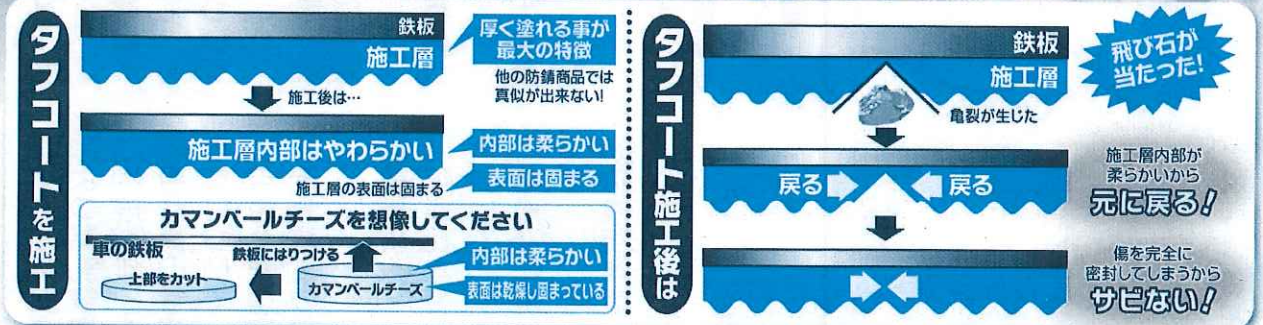 タフコートを施工
鉄板
施工層
厚く塗れる事が
最大の特徴
他の防錆商品では
真似が出来ない!
施工後は…
施工層内部はやわらかい
内部は柔らかい
施工層の表面は固まる
表面は固まる
カマンベールチーズを想像してください
車の鉄板
鉄板にはりつける
上部をカット
カマンベールチーズ
内部は柔らかい
表面は乾燥し固まっている
タフコート施工後は
鉄板
施工層
飛び石が
当たった!
亀裂が生じた
戻る
戻る
施工層内部が
柔らかいから
元に戻る!
傷を完全に
密封してしまうから
サビない!